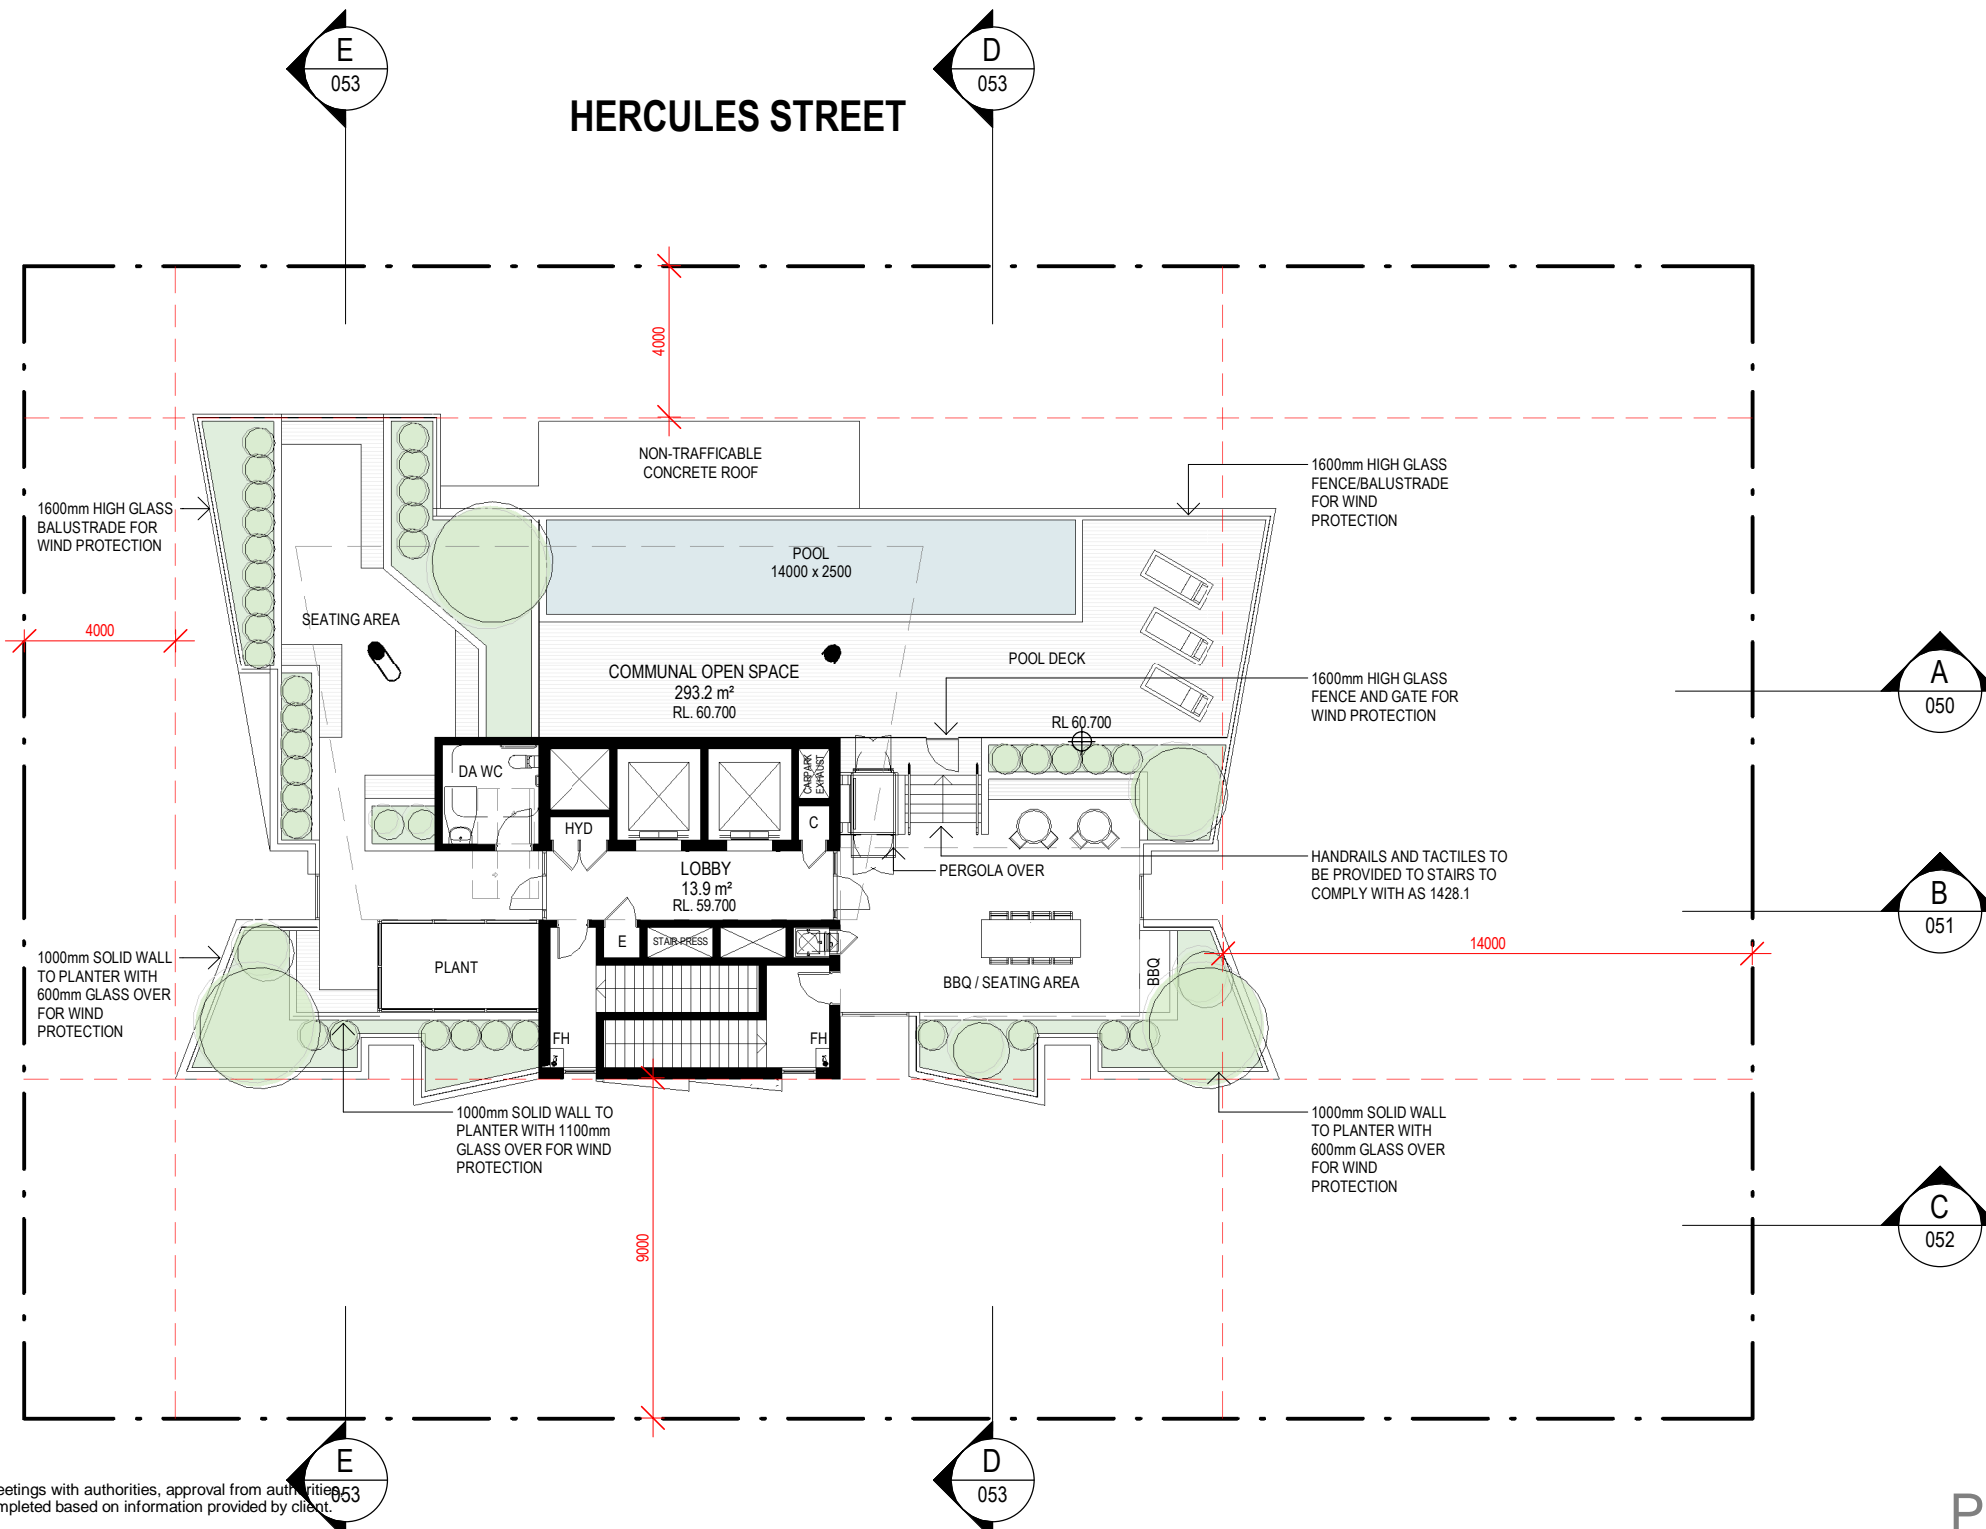 E
053
D
053
HERCULES STREET
4000
NON-TRAFFICABLE
CONCRETE ROOF
1600mm HIGH GLASS
FENCE/BALUSTRADE
FOR WIND
PROTECTION
1600mm HIGH GLASS
BALUSTRADE FOR
WIND PROTECTION
POOL
14000 x 2500
SEATING AREA
4000
COMMUNAL OPEN SPACE
293.2 m²
RL. 60.700
POOL DECK
1600mm HIGH GLASS
FENCE AND GATE FOR
WIND PROTECTION
A
050
RL 60.700
DA WC
CARPARK
EXHAUST
HYD
C
LOBBY
13.9 m²
RL. 59.700
PERGOLA OVER
HANDRAILS AND TACTILES TO
BE PROVIDED TO STAIRS TO
COMPLY WITH AS 1428.1
B
051
E
STAIR PRESS
14000
1000mm SOLID WALL
TO PLANTER WITH
600mm GLASS OVER
FOR WIND
PROTECTION
PLANT
BBQ / SEATING AREA
BBQ
FH
FH
1000mm SOLID WALL TO
PLANTER WITH 1100mm
GLASS OVER FOR WIND
PROTECTION
1000mm SOLID WALL
TO PLANTER WITH
600mm GLASS OVER
FOR WIND
PROTECTION
C
052
9000
E
053
D
053
eetings with authorities, approval from authorities,
mpleted based on information provided by client.
P